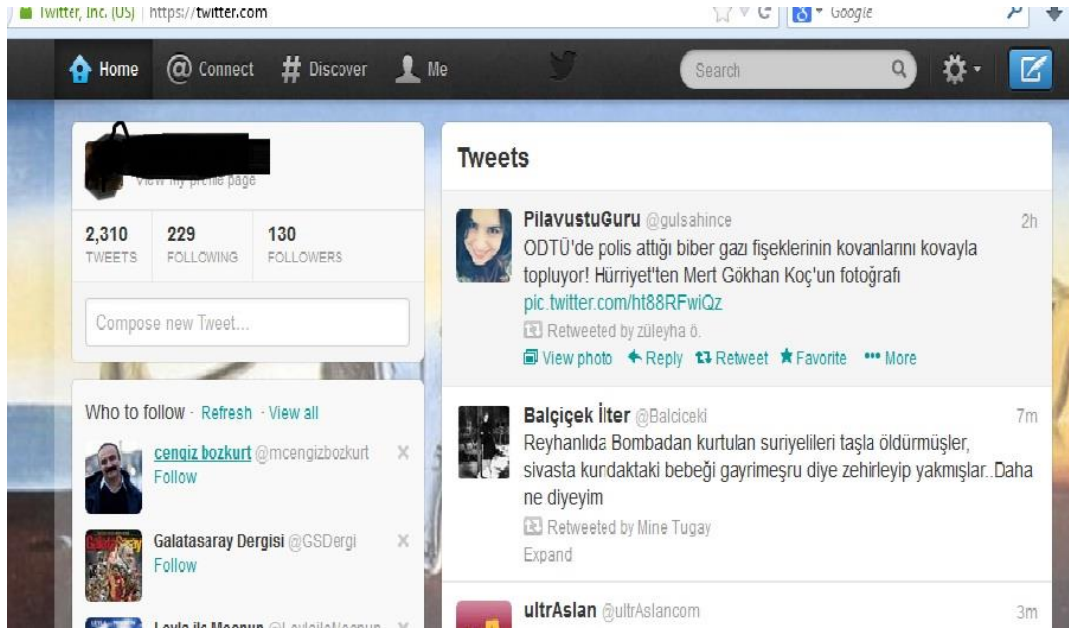 Twitter, Inc. (US) https://twitter.com
Google
Home Connect Discover Me
Search
View my profile page
2,310 229 130
TWEETS FOLLOWING FOLLOWERS
Compose new Tweet...
Who to follow · Refresh · View all
cengiz bozkurt @mcengizbozkurt
Follow
Galatasaray Dergisi @GSDergi
Follow
Tweets
PilavustuGuru @gulsahince 2h
ODTÜ'de polis attığı biber gazı fişeklerinin kovanlarını kovayla
topluyor! Hürriyet'ten Mert Gökhan Koç'un fotoğrafı
pic.twitter.com/ht88RFwiQz
Retweeted by züleyha ö.
View photo Reply Retweet Favorite More
Balçiçek İlter @Balciceki 7m
Reyhanlıda Bombadan kurtulan suriyelileri taşla öldürmüşler,
sivasta kurdaktaki bebeği gayrimeşru diye zehirleyip yakmışlar..Daha
ne diyeyim
Retweeted by Mine Tugay
Expand
ultrAslan @ultrAslancom 3m